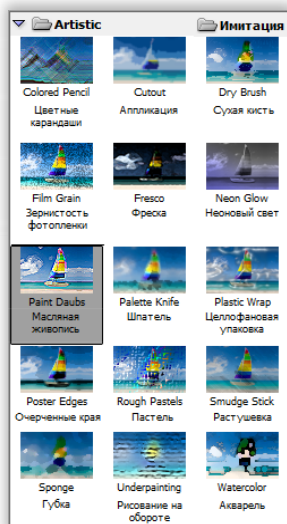 Artistic Имитация
Colored Pencil Cutout Dry Brush
Цветные Аппликация Сухая кисть
карандаши
Film Grain Fresco Neon Glow
Зернистость Фреска Неоновый свет
фотопленки
Paint Daubs Palette Knife Plastic Wrap
Масляная Шпатель Целлофановая
живопись упаковка
Poster Edges Rough Pastels Smudge Stick
Очерченные края Пастель Растушевка
Sponge Underpainting Watercolor
Губка Рисование на Акварель
обороте